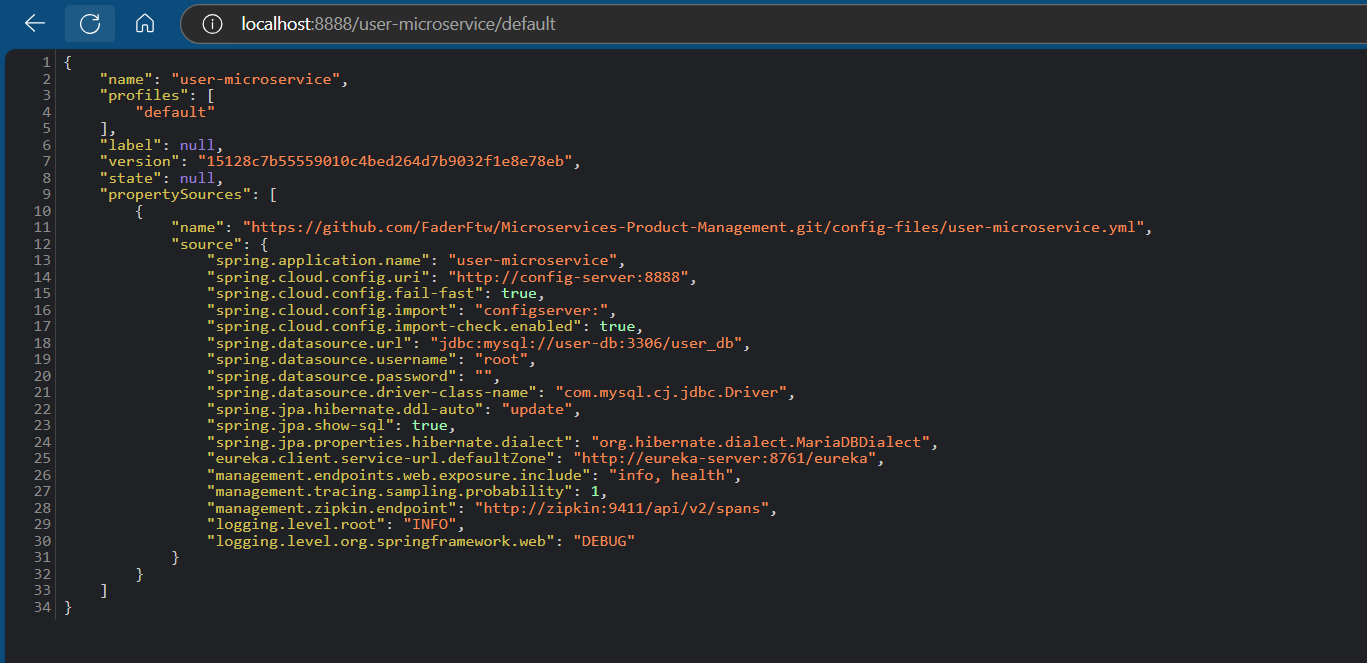 localhost:8888/user-microservice/default
1 {
2 "name": "user-microservice",
3 "profiles": [
4 "default"
5 ],
6 "label": null,
7 "version": "15128c7b55559010c4bed264d7b9032f1e8e78eb",
8 "state": null,
9 "propertySources": [
10 {
11 "name": "https://github.com/FaderFtw/Microservices-Product-Management.git/config-files/user-microservice.yml",
12 "source": {
13 "spring.application.name": "user-microservice",
14 "spring.cloud.config.uri": "http://config-server:8888",
15 "spring.cloud.config.fail-fast": true,
16 "spring.cloud.config.import": "configserver:",
17 "spring.cloud.config.import-check.enabled": true,
18 "spring.datasource.url": "jdbc:mysql://user-db:3306/user_db",
19 "spring.datasource.username": "root",
20 "spring.datasource.password": "",
21 "spring.datasource.driver-class-name": "com.mysql.cj.jdbc.Driver",
22 "spring.jpa.hibernate.ddl-auto": "update",
23 "spring.jpa.show-sql": true,
24 "spring.jpa.properties.hibernate.dialect": "org.hibernate.dialect.MariaDBDialect",
25 "eureka.client.service-url.defaultZone": "http://eureka-server:8761/eureka",
26 "management.endpoints.web.exposure.include": "info, health",
27 "management.tracing.sampling.probability": 1,
28 "management.zipkin.endpoint": "http://zipkin:9411/api/v2/spans",
29 "logging.level.root": "INFO",
30 "logging.level.org.springframework.web": "DEBUG"
31 }
32 }
33 ]
34 }